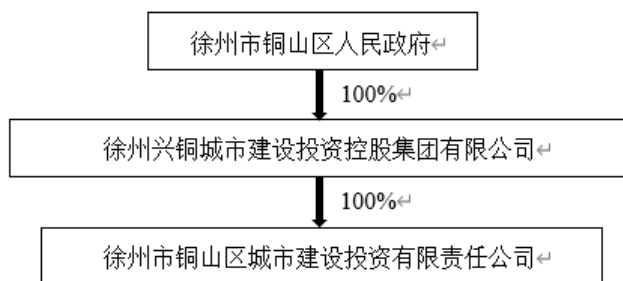 徐州市铜山区人民政府↵
100%↵
徐州兴铜城市建设投资控股集团有限公司↵
100%↵
徐州市铜山区城市建设投资有限责任公司↵